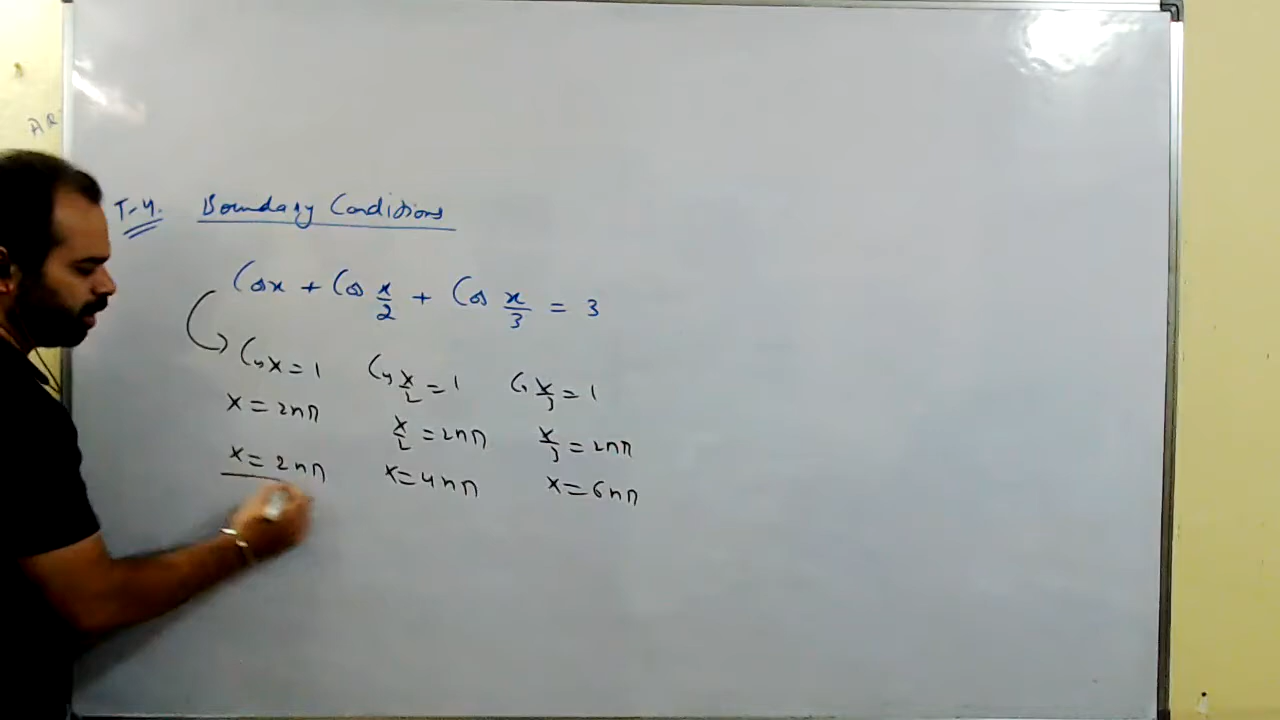 AR
T-4. Boundary Conditions
Cos x + Cos x/2 + Cos x/3 = 3
Cos x = 1 Cos x/2 = 1 Cos x/3 = 1
x = 2nπ x/2 = 2nπ x/3 = 2nπ
x = 2nπ x = 4nπ x = 6nπ